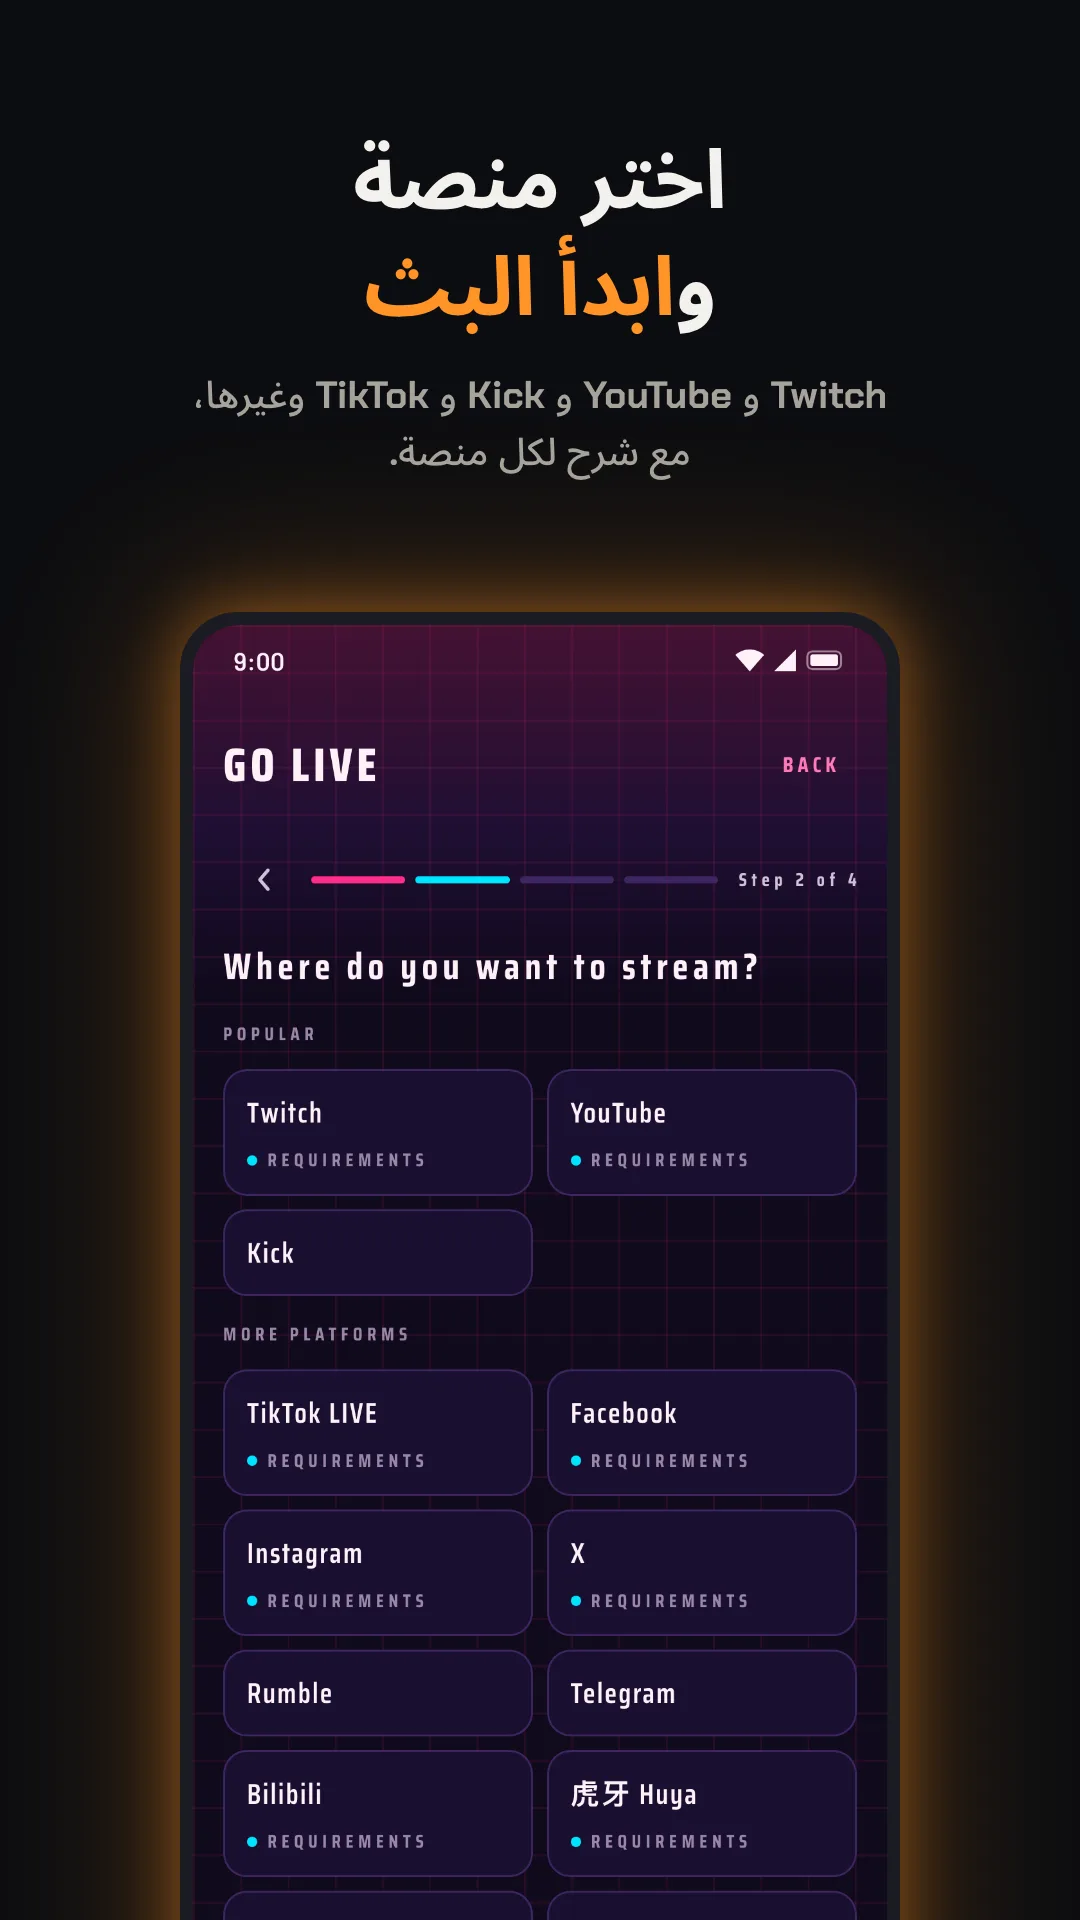 اختر منصة
وابدأ البث
Twitch و YouTube و Kick و TikTok وغيرها،
مع شرح لكل منصة.
9:00
GO LIVE
BACK
Step 2 of 4
Where do you want to stream?
POPULAR
Twitch
REQUIREMENTS
YouTube
REQUIREMENTS
Kick
MORE PLATFORMS
TikTok LIVE
REQUIREMENTS
Facebook
REQUIREMENTS
Instagram
REQUIREMENTS
X
REQUIREMENTS
Rumble
Telegram
Bilibili
REQUIREMENTS
虎牙 Huya
REQUIREMENTS